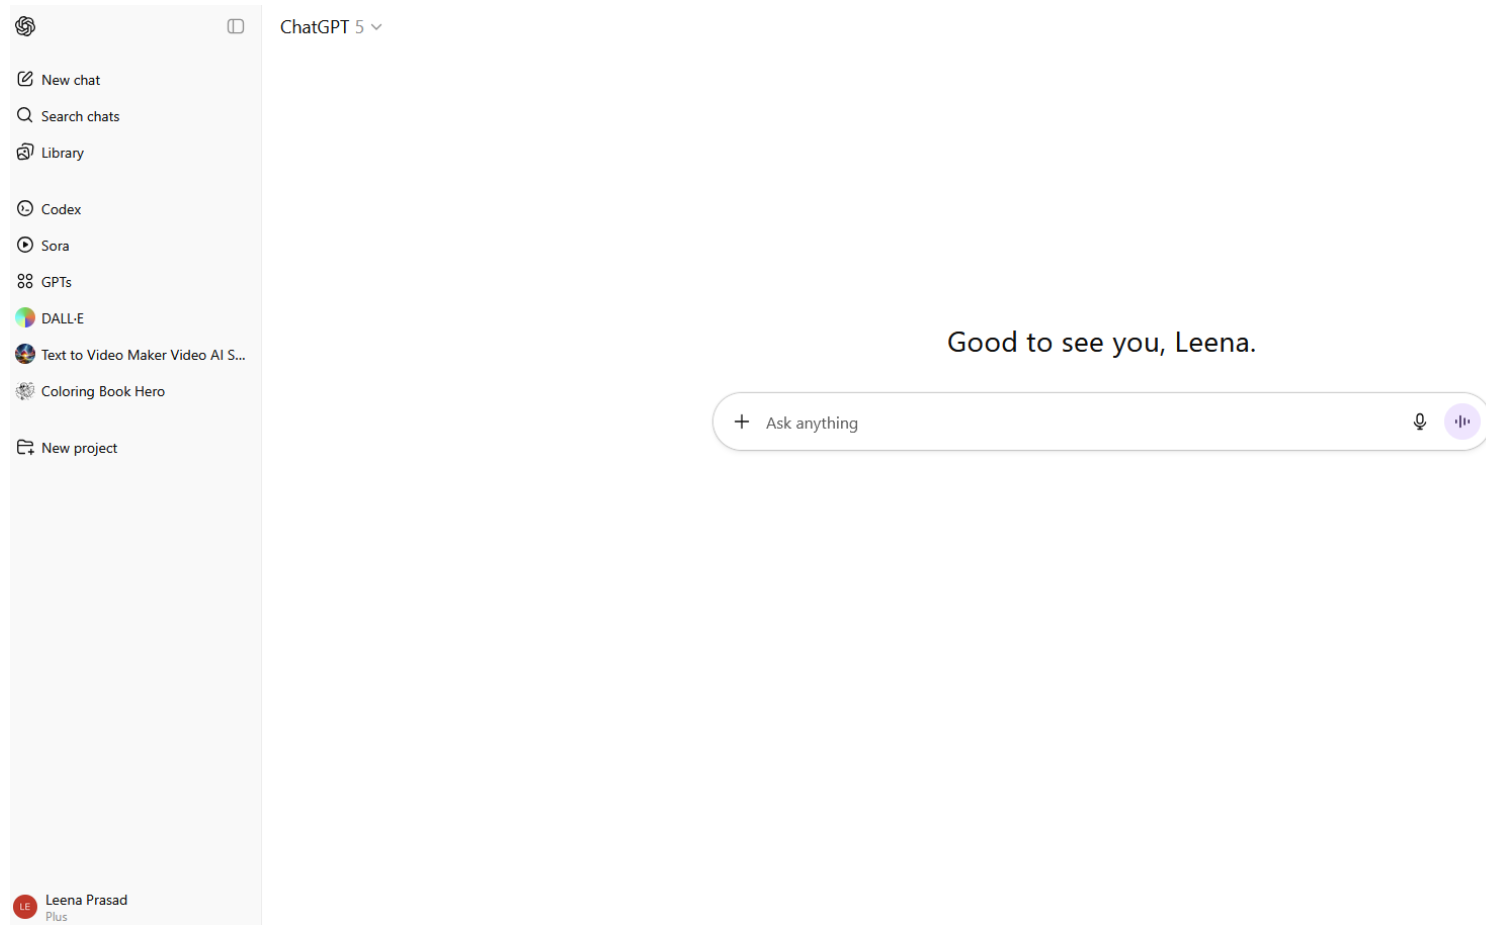 ChatGPT 5
New chat
Search chats
Library
Codex
Sora
GPTs
DALL·E
Text to Video Maker Video AI S...
Coloring Book Hero
New project
Good to see you, Leena.
Ask anything
LE
Leena Prasad
Plus